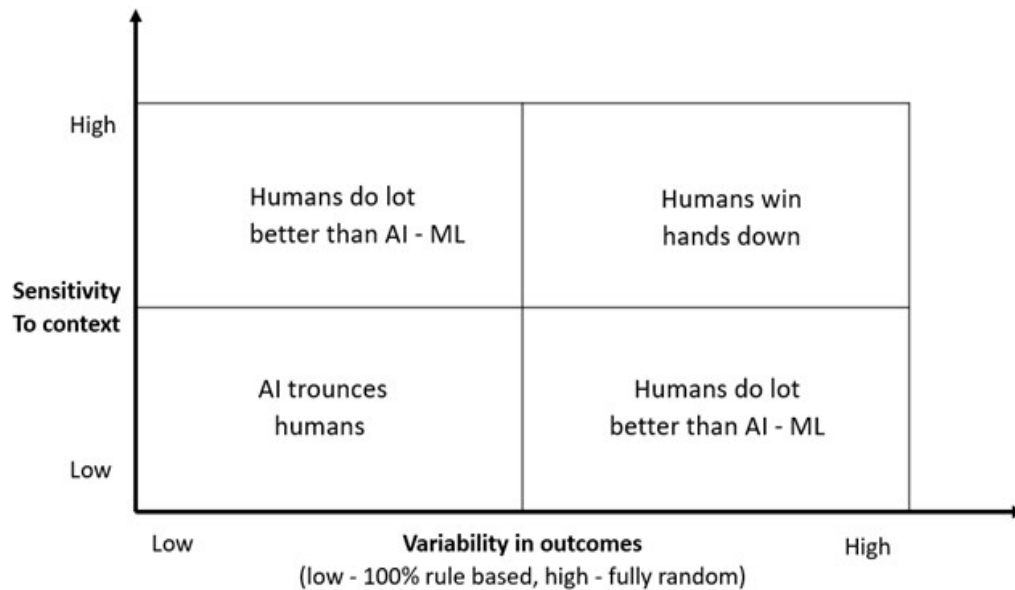 High
Humans do lot
better than AI - ML
Humans win
hands down
Sensitivity
To context
AI trounces
humans
Humans do lot
better than AI - ML
Low
Low
Variability in outcomes
High
(low - 100% rule based, high - fully random)